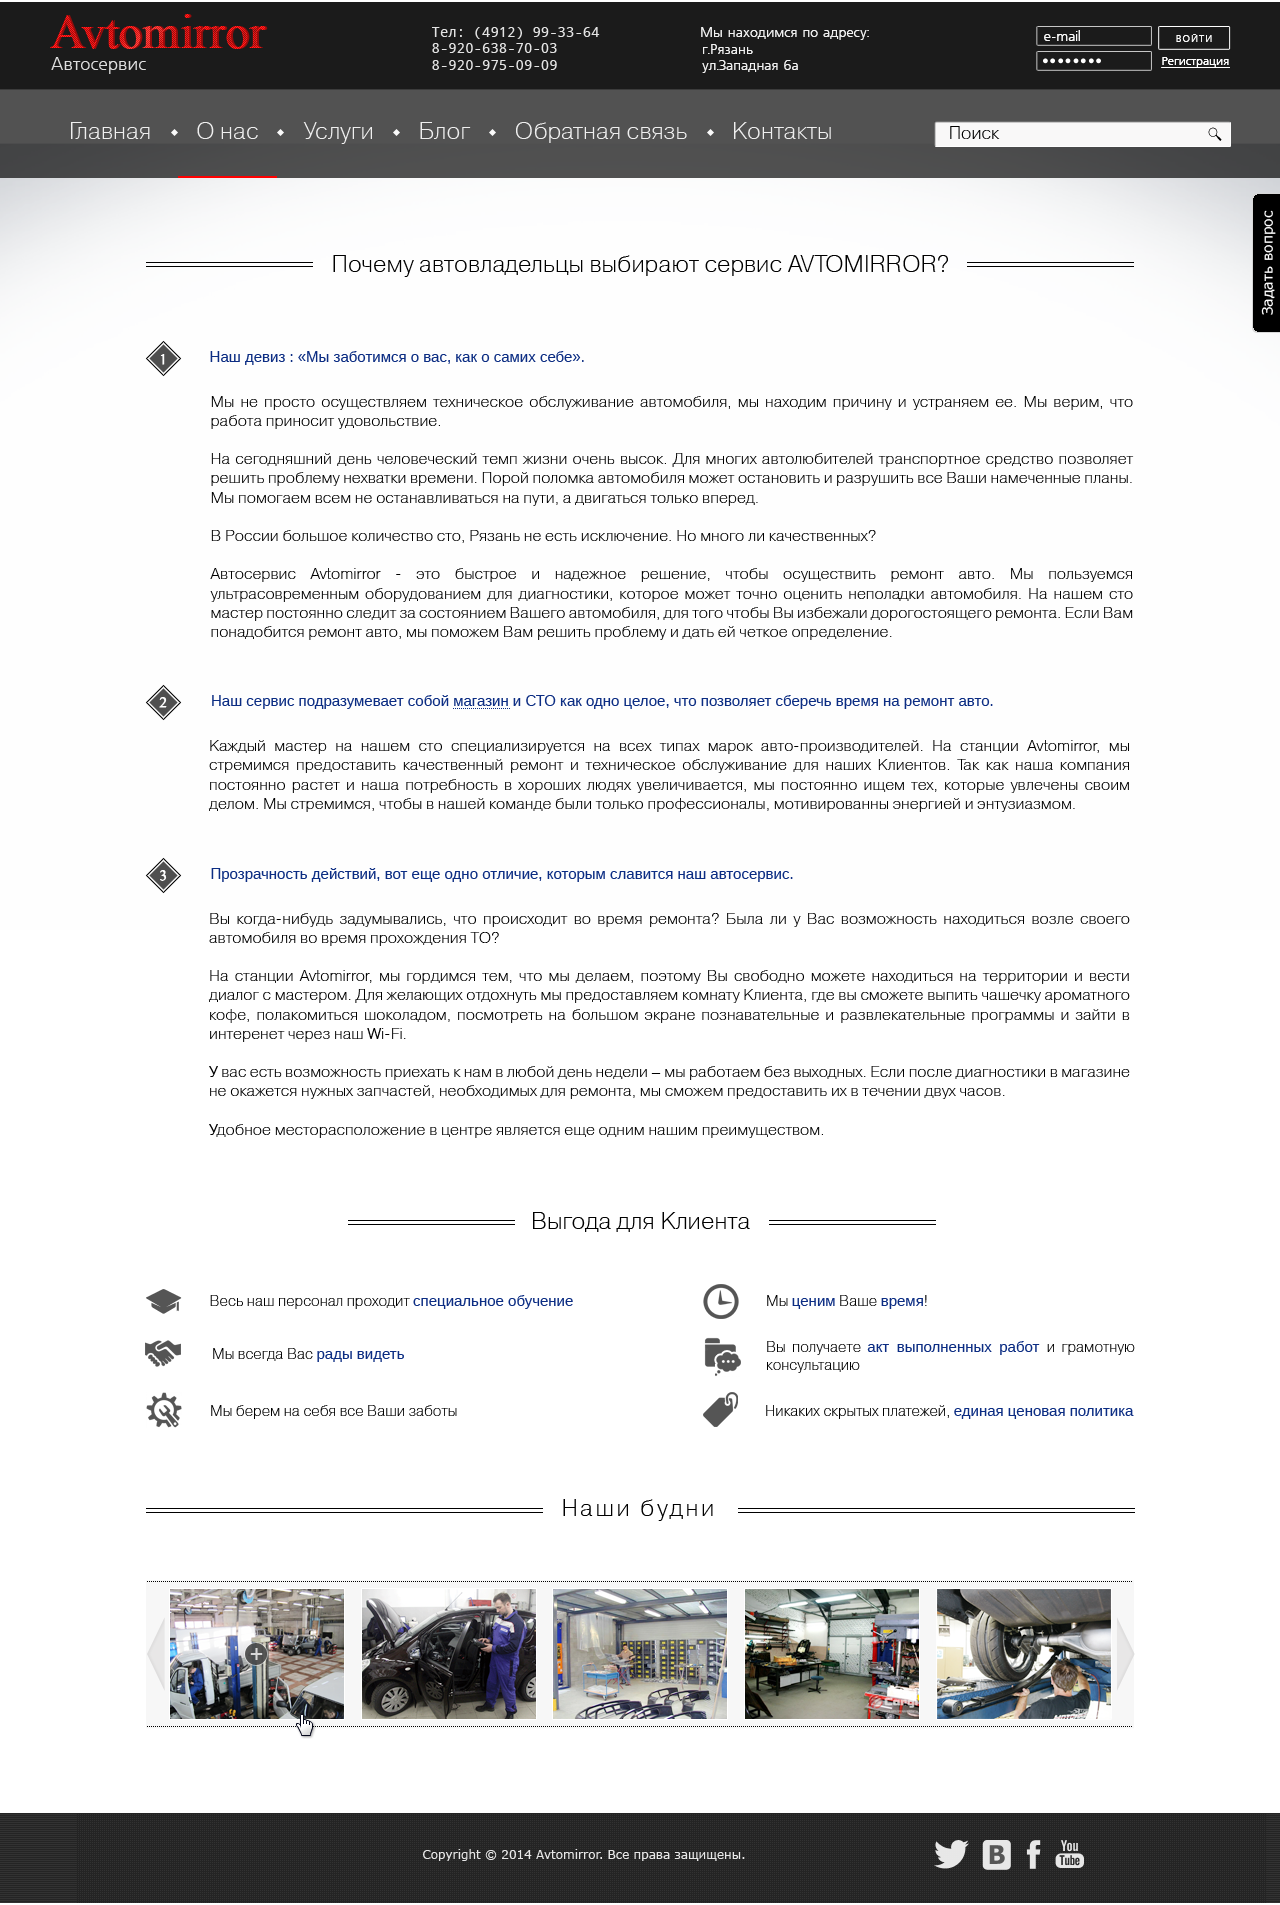 Avtomirror
Автосервис
Тел: (4912) 99-33-64
8-920-638-70-03
8-920-975-09-09
Мы находимся по адресу:
г.Рязань
ул.Западная 6а
e-mail
ВОЙТИ
Регистрация
Главная
О нас
Услуги
Блог
Обратная связь
Контакты
Поиск
Задать вопрос
Почему автовладельцы выбирают сервис AVTOMIRROR?
1
Наш девиз : «Мы заботимся о вас, как о самих себе».
Мы не просто осуществляем техническое обслуживание автомобиля, мы находим причину и устраняем ее. Мы верим, что
работа приносит удовольствие.
На сегодняшний день человеческий темп жизни очень высок. Для многих автолюбителей транспортное средство позволяет
решить проблему нехватки времени. Порой поломка автомобиля может остановить и разрушить все Ваши намеченные планы.
Мы помогаем всем не останавливаться на пути, а двигаться только вперед.
В России большое количество сто, Рязань не есть исключение. Но много ли качественных?
Автосервис Avtomirror - это быстрое и надежное решение, чтобы осуществить ремонт авто. Мы пользуемся
ультрасовременным оборудованием для диагностики, которое может точно оценить неполадки автомобиля. На нашем сто
мастер постоянно следит за состоянием Вашего автомобиля, для того чтобы Вы избежали дорогостоящего ремонта. Если Вам
понадобится ремонт авто, мы поможем Вам решить проблему и дать ей четкое определение.
2
Наш сервис подразумевает собой магазин и СТО как одно целое, что позволяет сберечь время на ремонт авто.
Каждый мастер на нашем сто специализируется на всех типах марок авто-производителей. На станции Avtomirror, мы
стремимся предоставить качественный ремонт и техническое обслуживание для наших Клиентов. Так как наша компания
постоянно растет и наша потребность в хороших людях увеличивается, мы постоянно ищем тех, которые увлечены своим
делом. Мы стремимся, чтобы в нашей команде были только профессионалы, мотивированны энергией и энтузиазмом.
3
Прозрачность действий, вот еще одно отличие, которым славится наш автосервис.
Вы когда-нибудь задумывались, что происходит во время ремонта? Была ли у Вас возможность находиться возле своего
автомобиля во время прохождения ТО?
На станции Avtomirror, мы гордимся тем, что мы делаем, поэтому Вы свободно можете находиться на территории и вести
диалог с мастером. Для желающих отдохнуть мы предоставляем комнату Клиента, где вы сможете выпить чашечку ароматного
кофе, полакомиться шоколадом, посмотреть на большом экране познавательные и развлекательные программы и зайти в
интеренет через наш Wi-Fi.
У вас есть возможность приехать к нам в любой день недели – мы работаем без выходных. Если после диагностики в магазине
не окажется нужных запчастей, необходимых для ремонта, мы сможем предоставить их в течении двух часов.
Удобное месторасположение в центре является еще одним нашим преимуществом.
Выгода для Клиента
Весь наш персонал проходит специальное обучение
Мы ценим Ваше время!
Мы всегда Вас рады видеть
Вы получаете акт выполненных работ и грамотную
консультацию
Мы берем на себя все Ваши заботы
Никаких скрытых платежей, единая ценовая политика
Наши будни
Copyright © 2014 Avtomirror. Все права защищены.
B
f
You
Tube